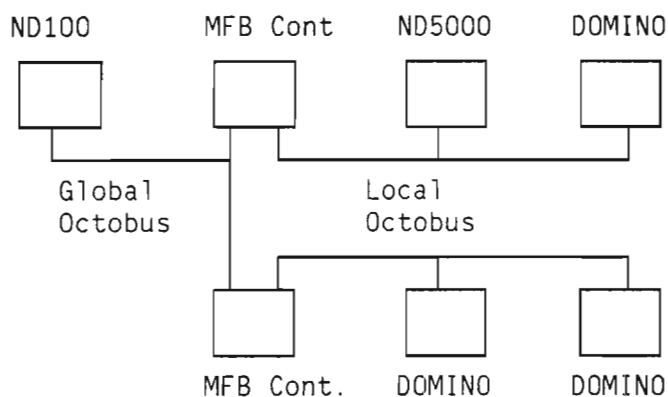 ND100 MFB Cont ND5000 DOMINO
Global Local
Octobus Octobus
MFB Cont. DOMINO DOMINO